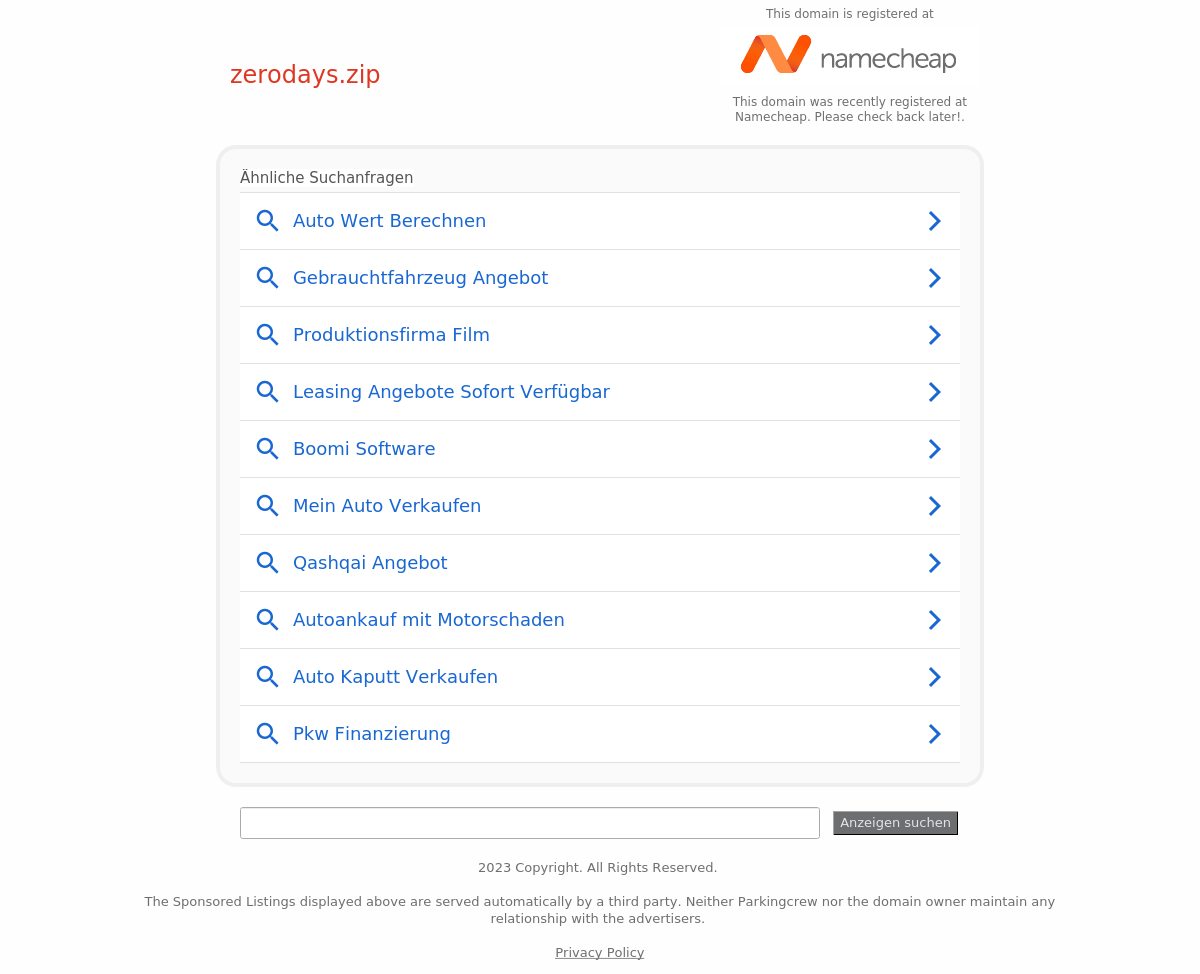 This domain is registered at
zerodays.zip
namecheap
This domain was recently registered at
Namecheap. Please check back later!.
Ähnliche Suchanfragen
Auto Wert Berechnen
Gebrauchtfahrzeug Angebot
Produktionsfirma Film
Leasing Angebote Sofort Verfügbar
Boomi Software
Mein Auto Verkaufen
Qashqai Angebot
Autoankauf mit Motorschaden
Auto Kaputt Verkaufen
Pkw Finanzierung
Anzeigen suchen
2023 Copyright. All Rights Reserved.
The Sponsored Listings displayed above are served automatically by a third party. Neither Parkingcrew nor the domain owner maintain any
relationship with the advertisers.
Privacy Policy